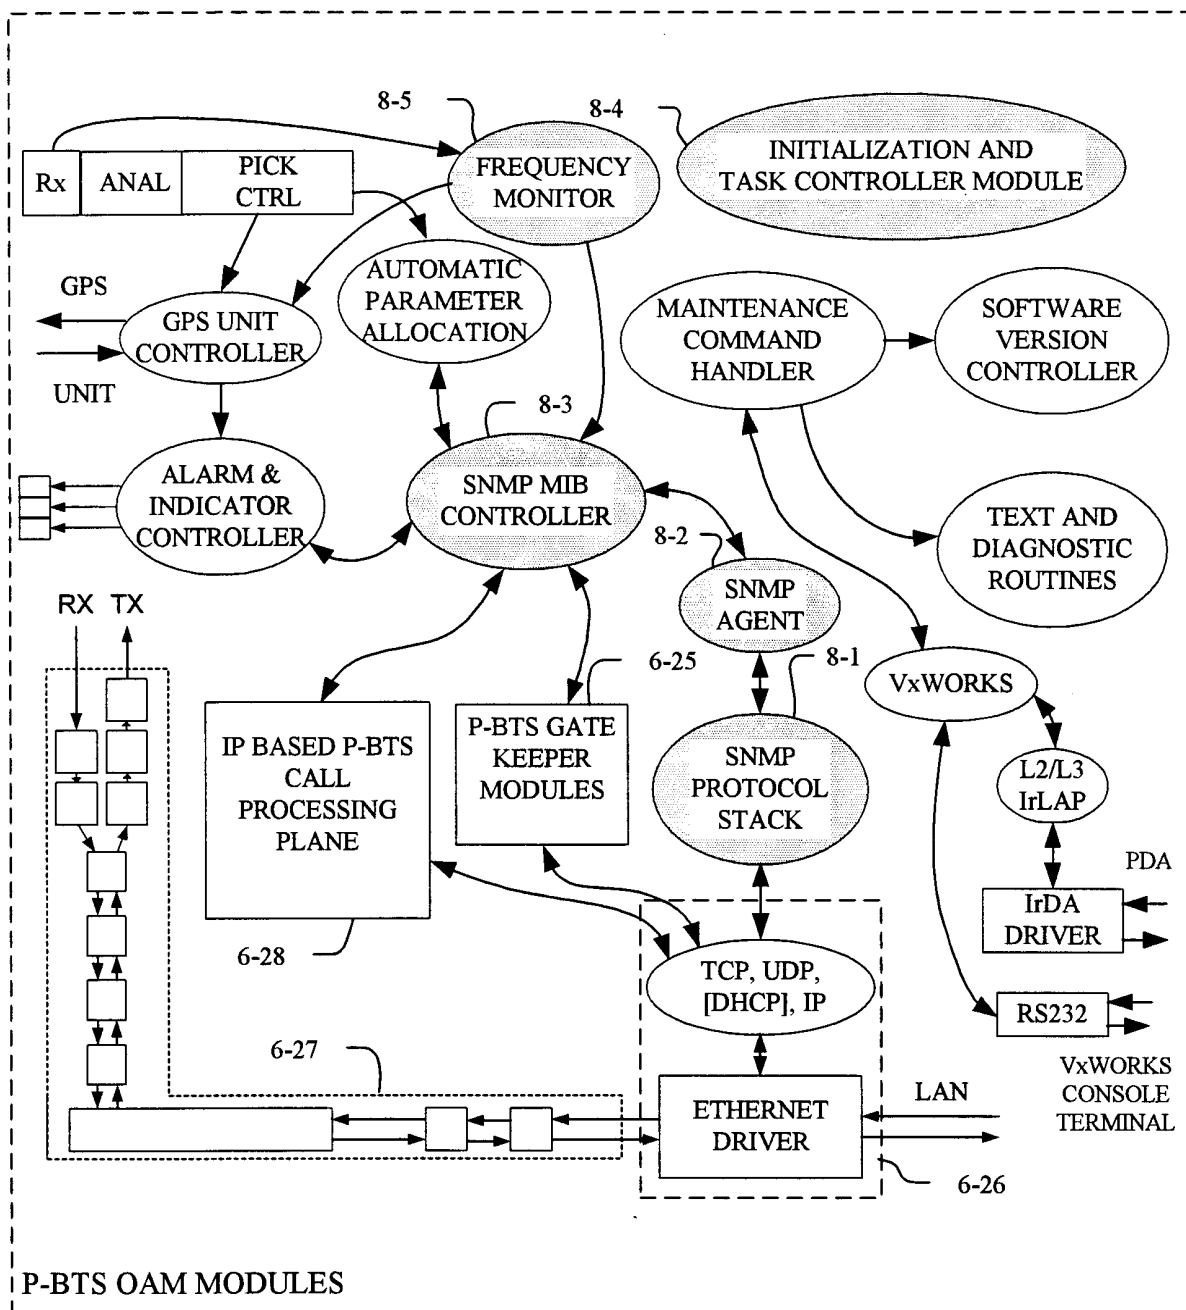 8-5
8-4
Rx
ANAL
PICK
CTRL
FREQUENCY
MONITOR
INITIALIZATION AND
TASK CONTROLLER MODULE
GPS
UNIT
GPS UNIT
CONTROLLER
AUTOMATIC
PARAMETER
ALLOCATION
MAINTENANCE
COMMAND
HANDLER
SOFTWARE
VERSION
CONTROLLER
8-3
ALARM &
INDICATOR
CONTROLLER
SNMP MIB
CONTROLLER
TEXT AND
DIAGNOSTIC
ROUTINES
8-2
SNMP
AGENT
RX
TX
6-25
8-1
VxWORKS
IP BASED P-BTS
CALL
PROCESSING
PLANE
P-BTS GATE
KEEPER
MODULES
SNMP
PROTOCOL
STACK
L2/L3
IrLAP
PDA
IrDA
DRIVER
6-28
TCP, UDP,
[DHCP], IP
RS232
6-27
VxWORKS
CONSOLE
TERMINAL
ETHERNET
DRIVER
LAN
6-26
P-BTS OAM MODULES